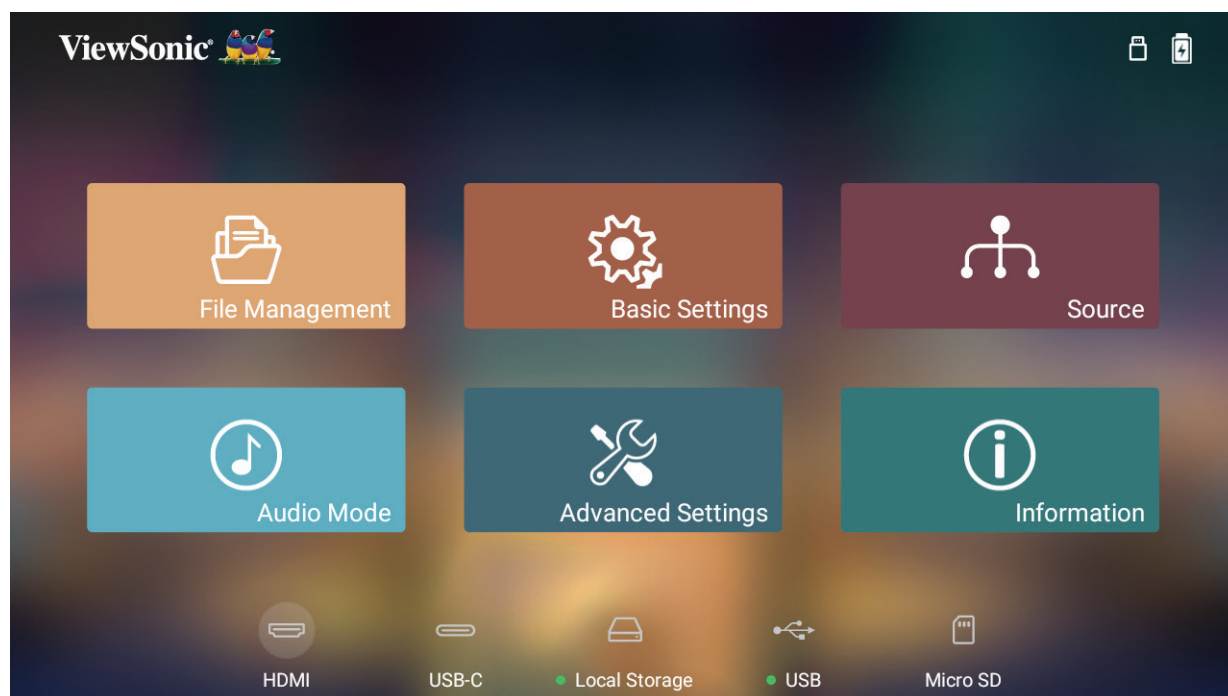 ViewSonic®
File Management
Basic Settings
Source
Audio Mode
Advanced Settings
Information
HDMI
USB-C
Local Storage
USB
Micro SD